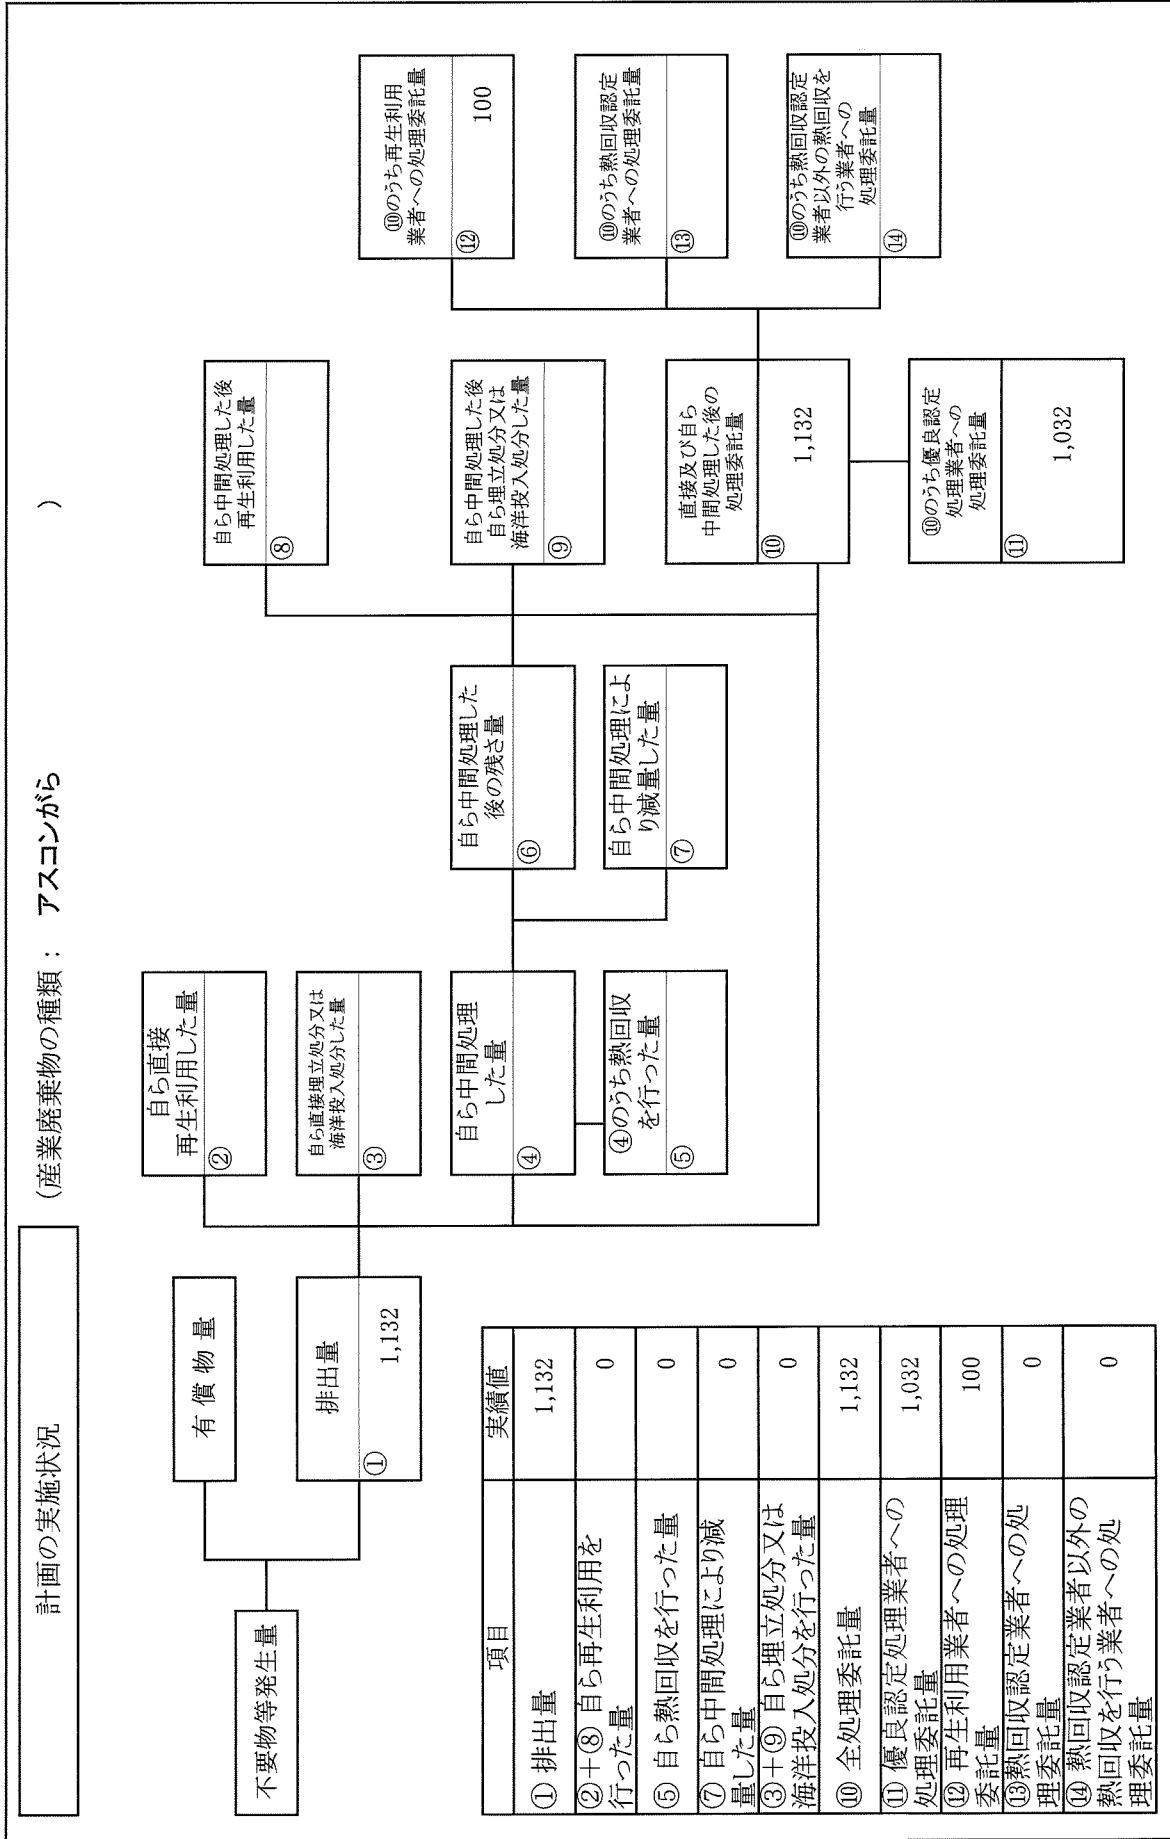 計画の実施状況
(産業廃棄物の種類： アスコンがら )
不要物等発生量
有償物量
排出量
① 1,132
自ら直接
再生利用した量
②
自ら直接埋立処分又は
海洋投入処分した量
③
自ら中間処理
した量
④
④のうち熱回収
を行った量
⑤
自ら中間処理した
後の残さ量
⑥
自ら中間処理によ
り減量した量
⑦
自ら中間処理した後
再生利用した量
⑧
自ら中間処理した後
自ら埋立処分又は
海洋投入処分した量
⑨
直接及び自ら
中間処理した後の
処理委託量
⑩ 1,132
⑩のうち優良認定
処理業者への
処理委託量
⑪ 1,032
⑩のうち再生利用
業者への処理委託量
⑫ 100
⑩のうち熱回収認定
業者への処理委託量
⑬
⑩のうち熱回収認定
業者以外の熱回収を
行う業者への
処理委託量
⑭
項目 実績値
① 排出量 1,132
②＋⑧ 自ら再生利用を
行った量 0
⑤ 自ら熱回収を行った量 0
⑦ 自ら中間処理により減
量した量 0
③＋⑨ 自ら埋立処分又は
海洋投入処分を行った量 0
⑩ 全処理委託量 1,132
⑪ 優良認定処理業者への
処理委託量 1,032
⑫ 再生利用業者への処理
委託量 100
⑬熱回収認定業者への処
理委託量 0
⑭ 熱回収認定業者以外の
熱回収を行う業者への処
理委託量 0